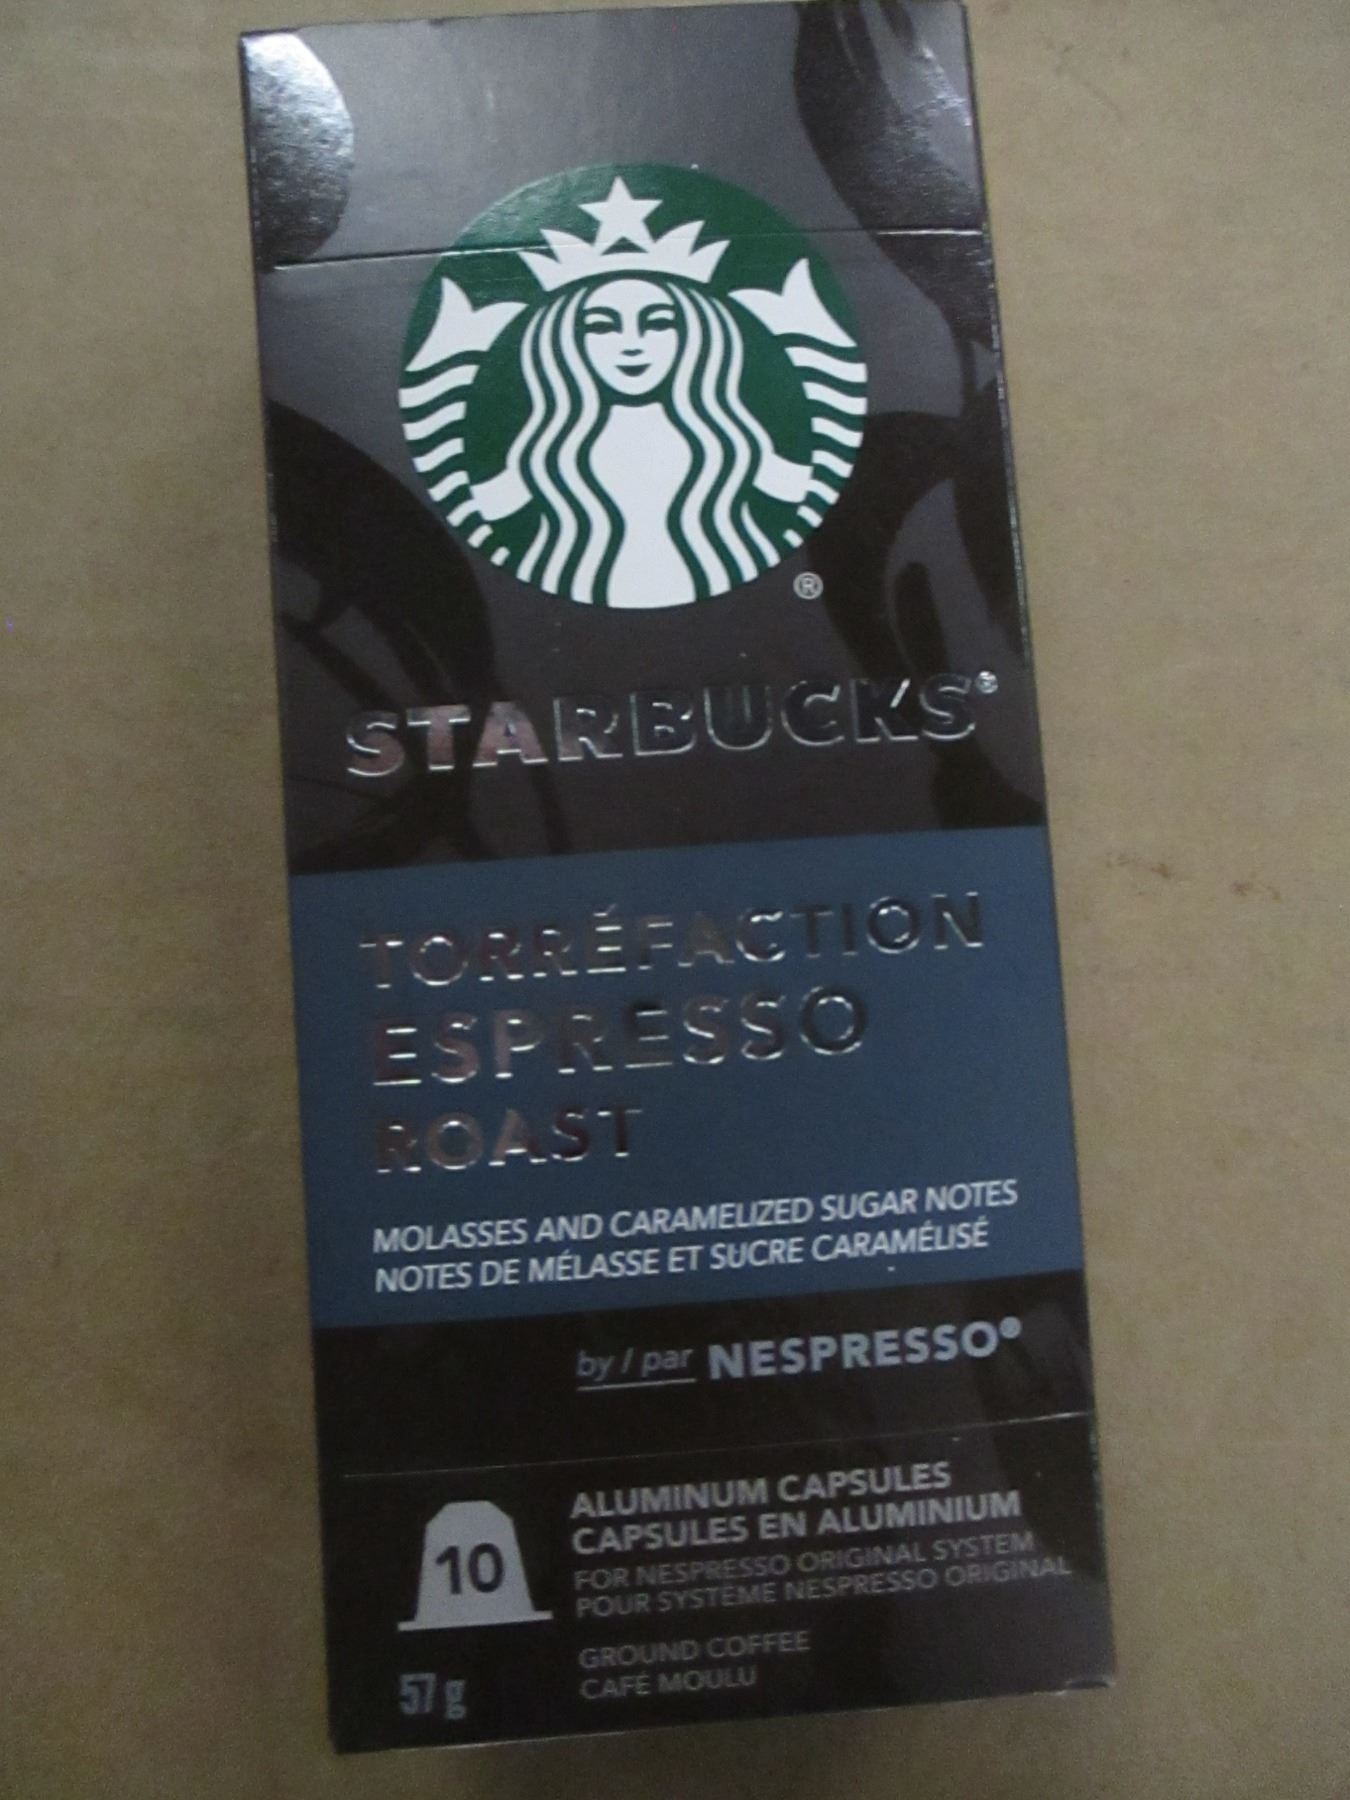 ®
STARBUCKS®
TORRÉFACTION
ESPRESSO
ROAST
MOLASSES AND CARAMELIZED SUGAR NOTES
NOTES DE MÉLASSE ET SUCRE CARAMÉLISÉ
by / par NESPRESSO®
10
ALUMINUM CAPSULES
CAPSULES EN ALUMINIUM
FOR NESPRESSO ORIGINAL SYSTEM
POUR SYSTÈME NESPRESSO ORIGINAL
GROUND COFFEE
CAFÉ MOULU
57 g